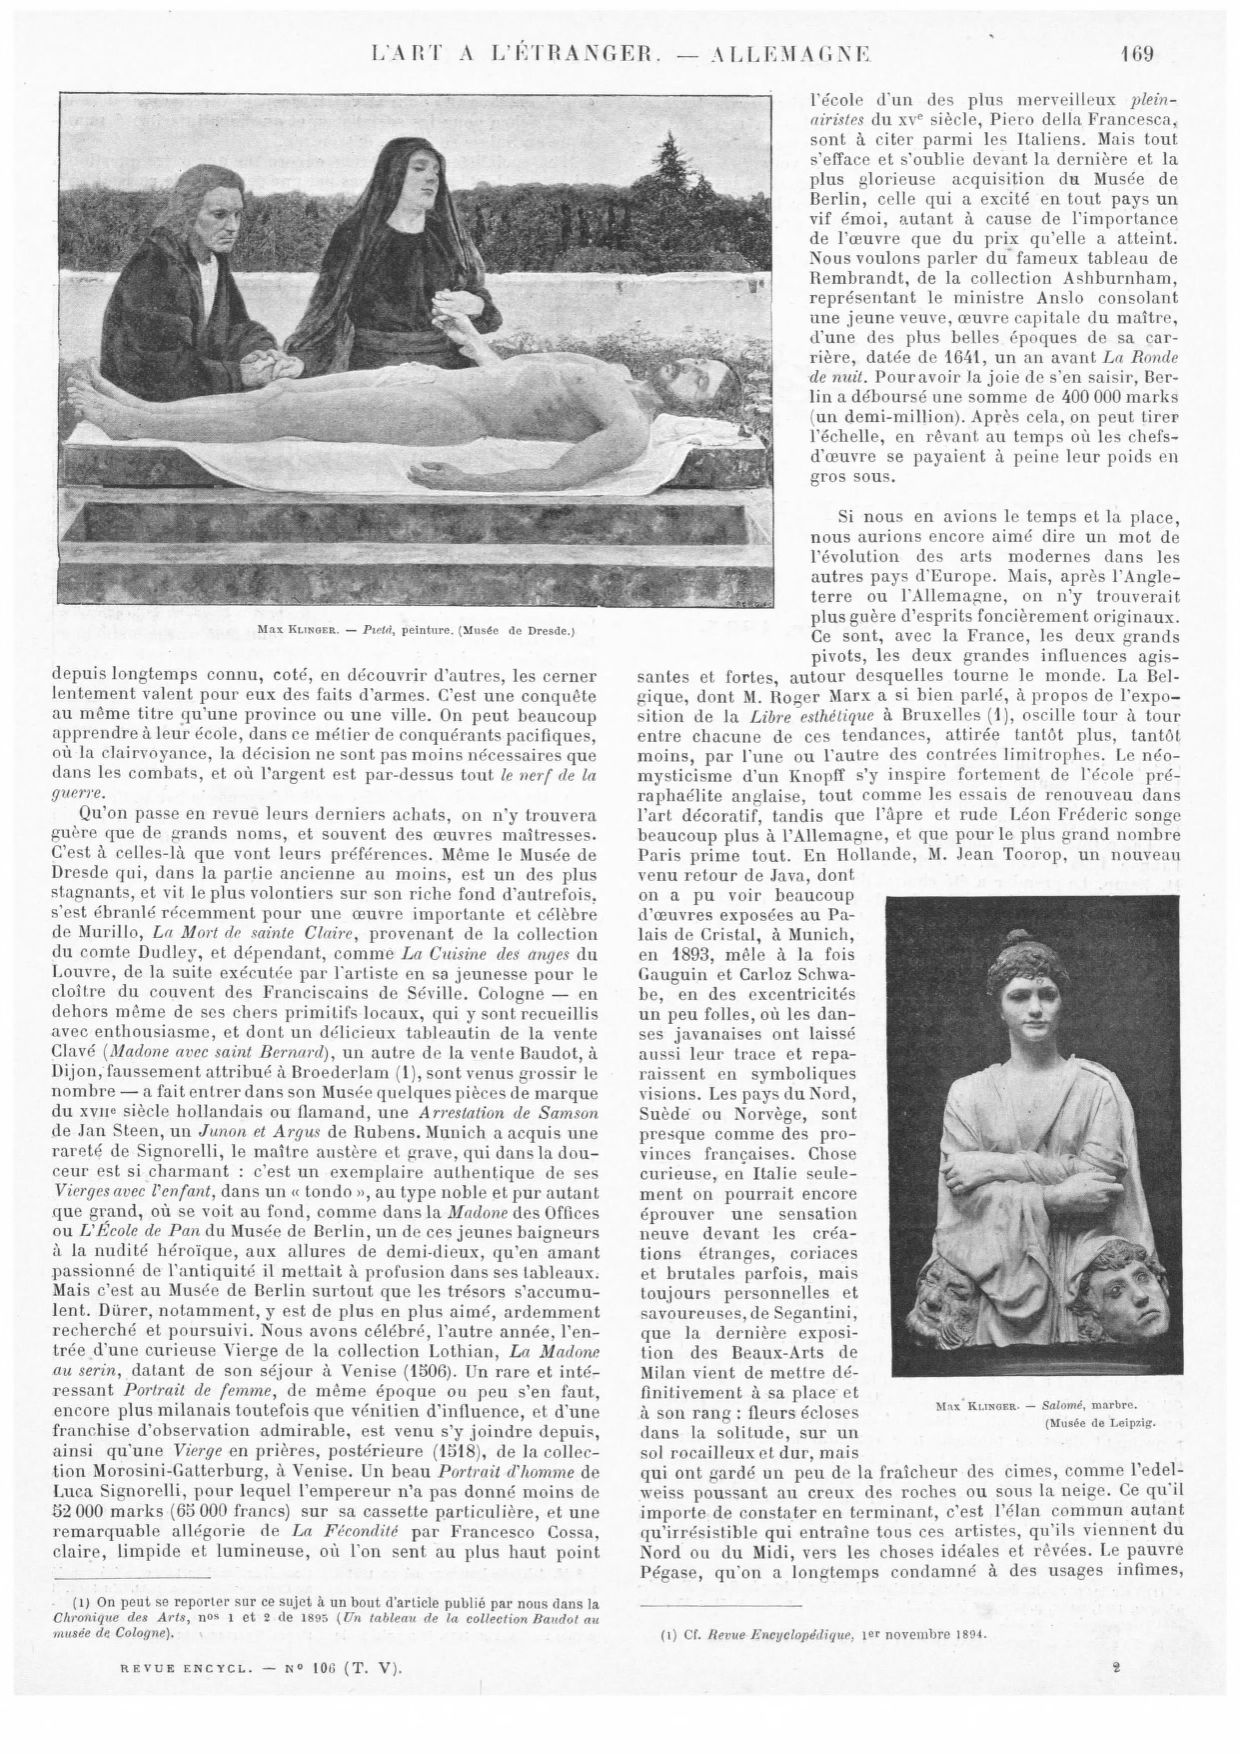 L'ART A L'ÉTRANGER. — ALLEMAGNE
169
Max KLINGER. — Pietà, peinture. (Musée de Dresde.)
depuis longtemps connu, coté, en découvrir d'autres, les cerner
lentement valent pour eux des faits d'armes. C'est une conquête
au même titre qu'une province ou une ville. On peut beaucoup
apprendre à leur école, dans ce métier de conquérants pacifiques,
où la clairvoyance, la décision ne sont pas moins nécessaires que
dans les combats, et où l'argent est par-dessus tout le nerf de la
guerre.
Qu'on passe en revue leurs derniers achats, on n'y trouvera
guère que de grands noms, et souvent des œuvres maîtresses.
C'est à celles-là que vont leurs préférences. Même le Musée de
Dresde qui, dans la partie ancienne au moins, est un des plus
stagnants, et vit le plus volontiers sur son riche fond d'autrefois,
s'est ébranlé récemment pour une œuvre importante et célèbre
de Murillo, La Mort de sainte Claire, provenant de la collection
du comte Dudley, et dépendant, comme La Cuisine des anges du
Louvre, de la suite exécutée par l'artiste en sa jeunesse pour le
cloître du couvent des Franciscains de Séville. Cologne — en
dehors même de ses chers primitifs locaux, qui y sont recueillis
avec enthousiasme, et dont un délicieux tableautin de la vente
Clavé (Madone avec saint Bernard), un autre de la vente Baudot, à
Dijon, faussement attribué à Broederlam (1), sont venus grossir le
nombre — a fait entrer dans son Musée quelques pièces de marque
du XVIIe siècle hollandais ou flamand, une Arrestation de Samson
de Jan Steen, un Junon et Argus de Rubens. Munich a acquis une
rareté de Signorelli, le maître austère et grave, qui dans la dou-
ceur est si charmant : c'est un exemplaire authentique de ses
Vierges avec l'enfant, dans un « tondo », au type noble et pur autant
que grand, où se voit au fond, comme dans la Madone des Offices
ou L'École de Pan du Musée de Berlin, un de ces jeunes baigneurs
à la nudité héroïque, aux allures de demi-dieux, qu'en amant
passionné de l'antiquité il mettait à profusion dans ses tableaux.
Mais c'est au Musée de Berlin surtout que les trésors s'accumu-
lent. Dürer, notamment, y est de plus en plus aimé, ardemment
recherché et poursuivi. Nous avons célébré, l'autre année, l'en-
trée d'une curieuse Vierge de la collection Lothian, La Madone
au serin, datant de son séjour à Venise (1506). Un rare et inté-
ressant Portrait de femme, de même époque ou peu s'en faut,
encore plus milanais toutefois que vénitien d'influence, et d'une
franchise d'observation admirable, est venu s'y joindre depuis,
ainsi qu'une Vierge en prières, postérieure (1518), de la collec-
tion Morosini-Gatterburg, à Venise. Un beau Portrait d'homme de
Luca Signorelli, pour lequel l'empereur n'a pas donné moins de
52 000 marks (65 000 francs) sur sa cassette particulière, et une
remarquable allégorie de La Fécondité par Francesco Cossa,
claire, limpide et lumineuse, où l'on sent au plus haut point
(1) On peut se reporter sur ce sujet à un bout d'article publié par nous dans la
Chronique des Arts, nos 1 et 2 de 1895 (Un tableau de la collection Baudot au
musée de Cologne).
l'école d'un des plus merveilleux plein-
airistes du XVe siècle, Piero della Francesca,
sont à citer parmi les Italiens. Mais tout
s'efface et s'oublie devant la dernière et la
plus glorieuse acquisition du Musée de
Berlin, celle qui a excité en tout pays un
vif émoi, autant à cause de l'importance
de l'œuvre que du prix qu'elle a atteint.
Nous voulons parler du fameux tableau de
Rembrandt, de la collection Ashburnham,
représentant le ministre Anslo consolant
une jeune veuve, œuvre capitale du maître,
d'une des plus belles époques de sa car-
rière, datée de 1641, un an avant La Ronde
de nuit. Pour avoir la joie de s'en saisir, Ber-
lin a déboursé une somme de 400 000 marks
(un demi-million). Après cela, on peut tirer
l'échelle, en rêvant au temps où les chefs-
d'œuvre se payaient à peine leur poids en
gros sous.
Si nous en avions le temps et la place,
nous aurions encore aimé dire un mot de
l'évolution des arts modernes dans les
autres pays d'Europe. Mais, après l'Angle-
terre ou l'Allemagne, on n'y trouverait
plus guère d'esprits foncièrement originaux.
Ce sont, avec la France, les deux grands
pivots, les deux grandes influences agis-
santes et fortes, autour desquelles tourne le monde. La Bel-
gique, dont M. Roger Marx a si bien parlé, à propos de l'expo-
sition de la Libre esthétique à Bruxelles (1), oscille tour à tour
entre chacune de ces tendances, attirée tantôt plus, tantôt
moins, par l'une ou l'autre des contrées limitrophes. Le néo-
mysticisme d'un Knopff s'y inspire fortement de l'école pré-
raphaélite anglaise, tout comme les essais de renouveau dans
l'art décoratif, tandis que l'âpre et rude Léon Fréderic songe
beaucoup plus à l'Allemagne, et que pour le plus grand nombre
Paris prime tout. En Hollande, M. Jean Toorop, un nouveau
venu retour de Java, dont
on a pu voir beaucoup
d'œuvres exposées au Pa-
lais de Cristal, à Munich,
en 1893, mêle à la fois
Gauguin et Carloz Schwa-
be, en des excentricités
un peu folles, où les dan-
ses javanaises ont laissé
aussi leur trace et repa-
raissent en symboliques
visions. Les pays du Nord,
Suède ou Norvège, sont
presque comme des pro-
vinces françaises. Chose
curieuse, en Italie seule-
ment on pourrait encore
éprouver une sensation
neuve devant les créa-
tions étranges, coriaces
et brutales parfois, mais
toujours personnelles et
savoureuses, de Segantini,
que la dernière exposi-
tion des Beaux-Arts de
Milan vient de mettre dé-
finitivement à sa place et
à son rang : fleurs écloses
dans la solitude, sur un
sol rocailleux et dur, mais
qui ont gardé un peu de la fraîcheur des cimes, comme l'edel-
weiss poussant au creux des roches ou sous la neige. Ce qu'il
importe de constater en terminant, c'est l'élan commun autant
qu'irrésistible qui entraîne tous ces artistes, qu'ils viennent du
Nord ou du Midi, vers les choses idéales et rêvées. Le pauvre
Pégase, qu'on a longtemps condamné à des usages infimes,
Max KLINGER. — Salomé, marbre.
(Musée de Leipzig.
(1) Cf. Revue Encyclopédique, 1er novembre 1894.
REVUE ENCYCL. — N° 106 (T. V).
2